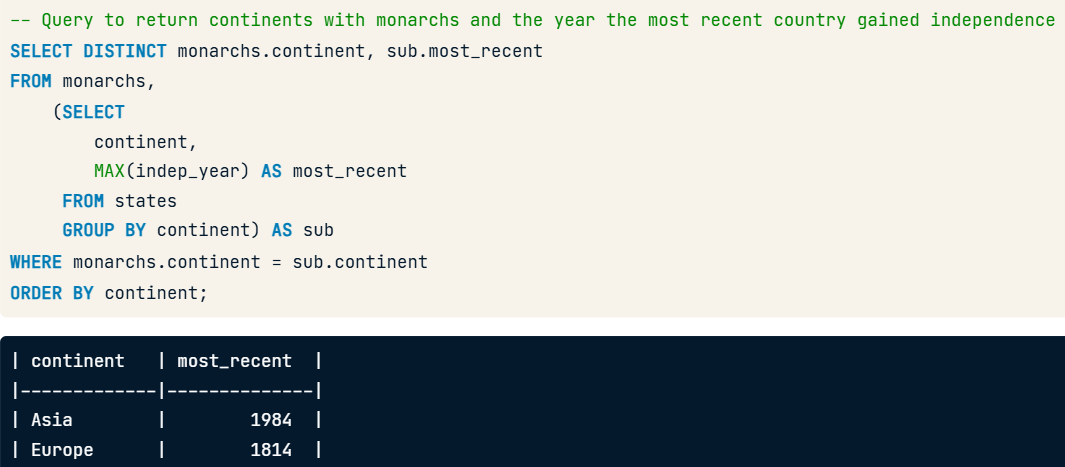 -- Query to return continents with monarchs and the year the most recent country gained independence
SELECT DISTINCT monarchs.continent, sub.most_recent
FROM monarchs,
    (SELECT
        continent,
        MAX(indep_year) AS most_recent
     FROM states
     GROUP BY continent) AS sub
WHERE monarchs.continent = sub.continent
ORDER BY continent;
| continent   | most_recent  |
|-------------|--------------|
| Asia        |        1984  |
| Europe      |        1814  |